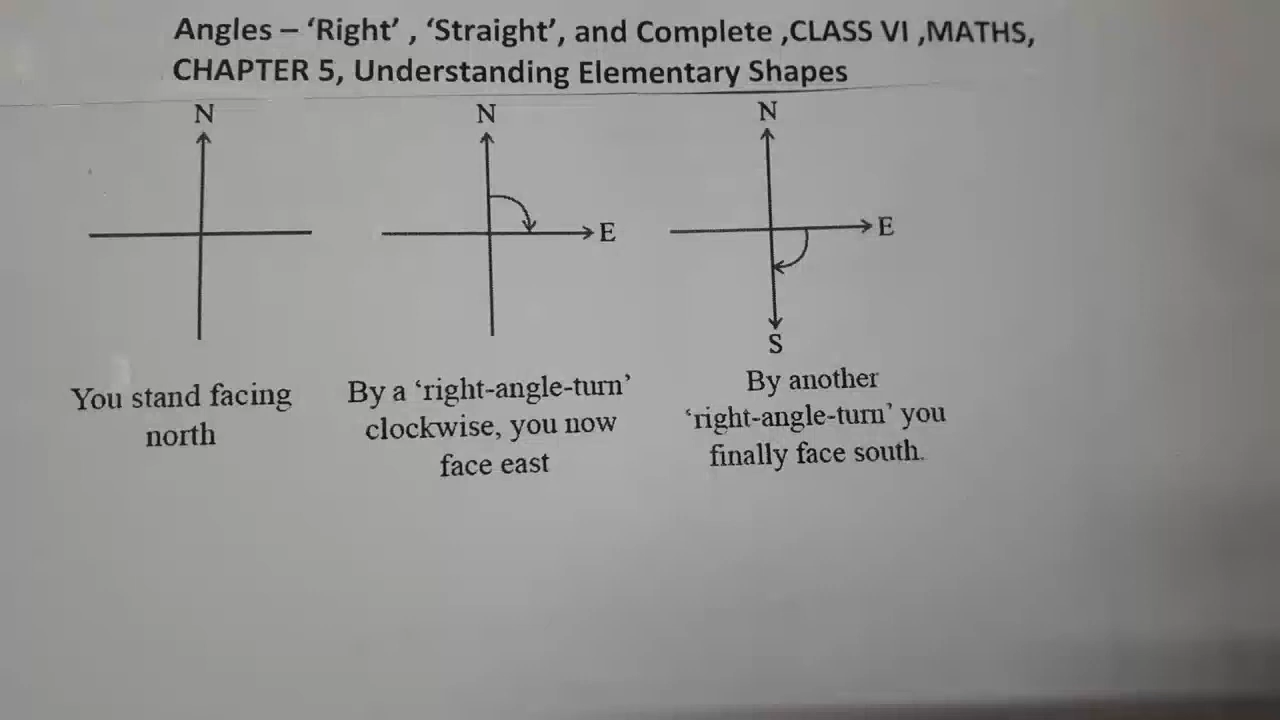 Angles – ‘Right’ , ‘Straight’, and Complete ,CLASS VI ,MATHS,
CHAPTER 5, Understanding Elementary Shapes
N
N
E
N
E
S
You stand facing
north
By a ‘right-angle-turn’
clockwise, you now
face east
By another
‘right-angle-turn’ you
finally face south.